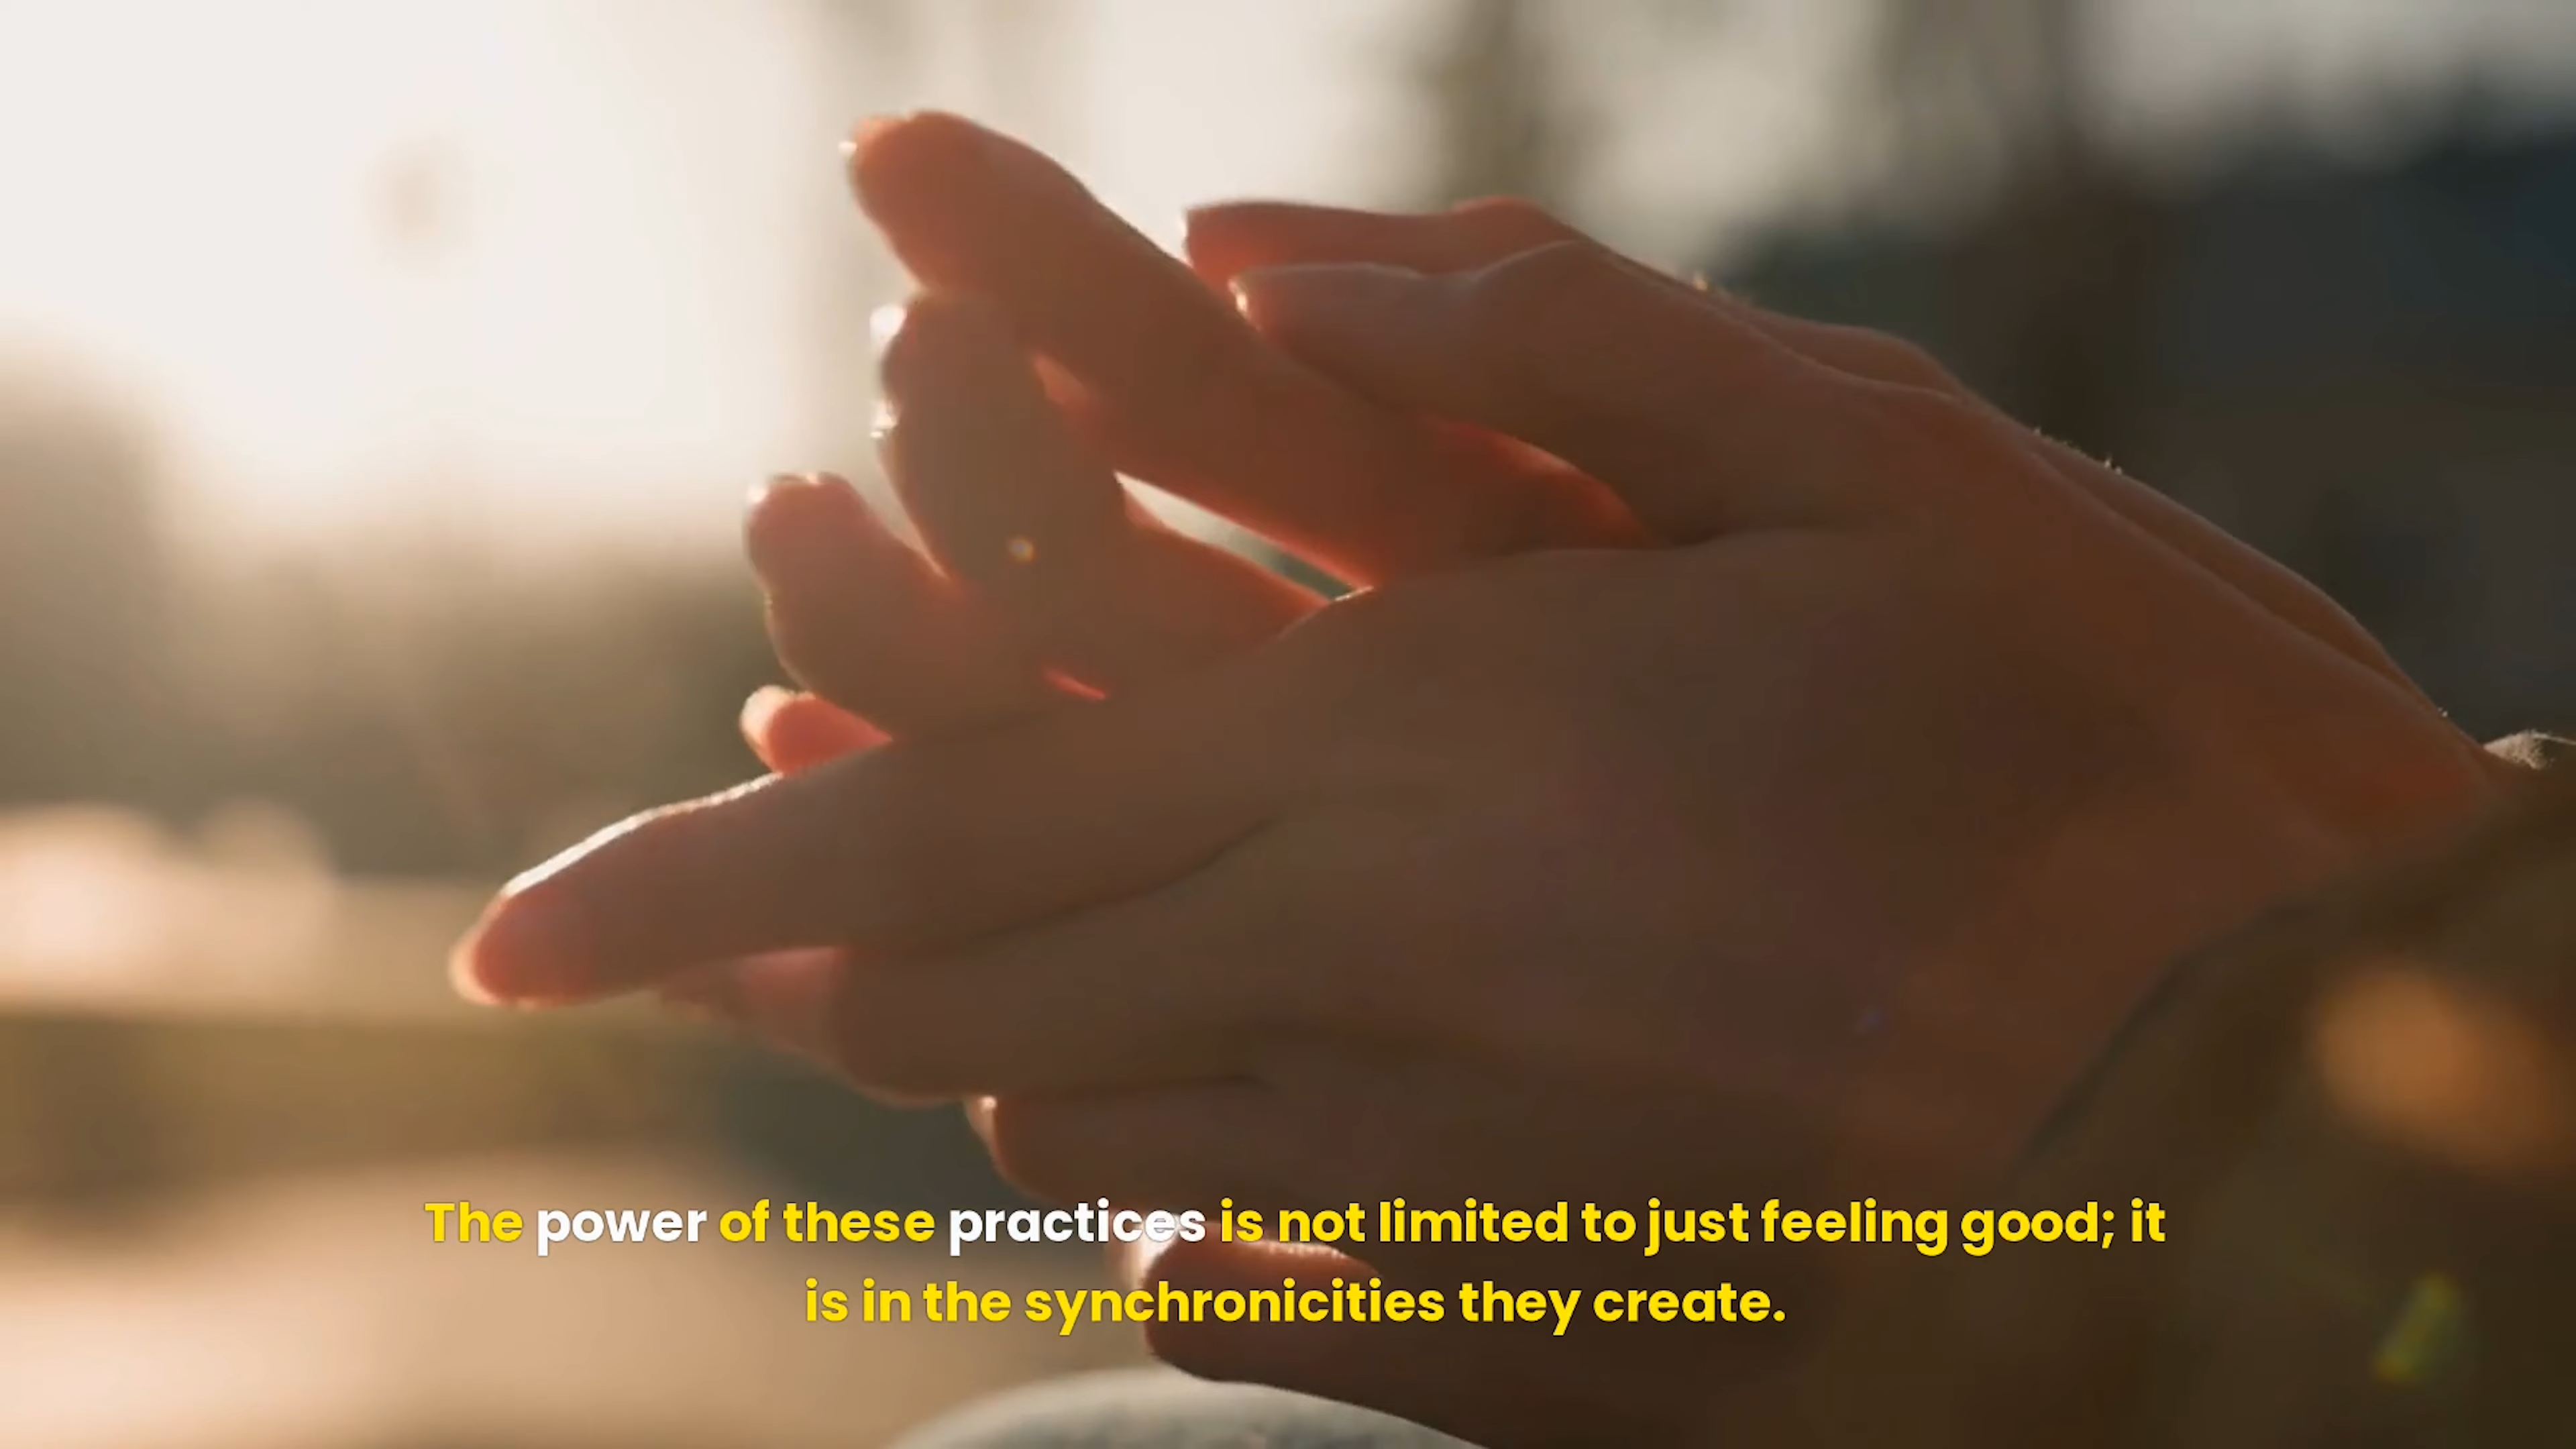 The power of these practices is not limited to just feeling good; it
is in the synchronicities they create.